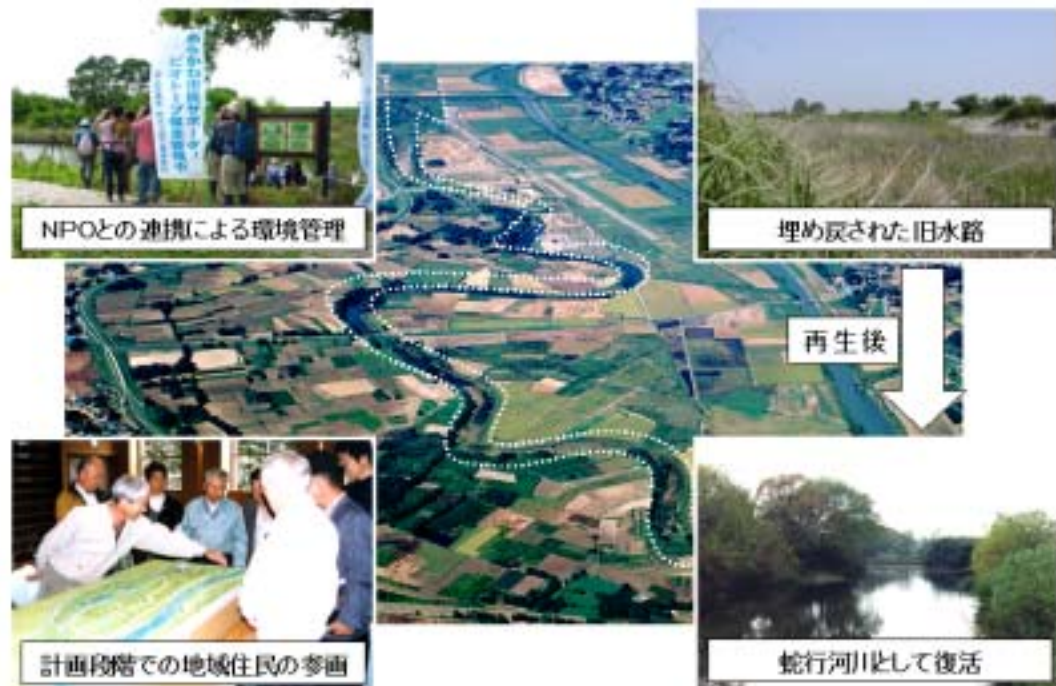 NPOとの連携による環境管理
埋め戻された旧水路
再生後
計画段階での地域住民の参画
蛇行河川として復活